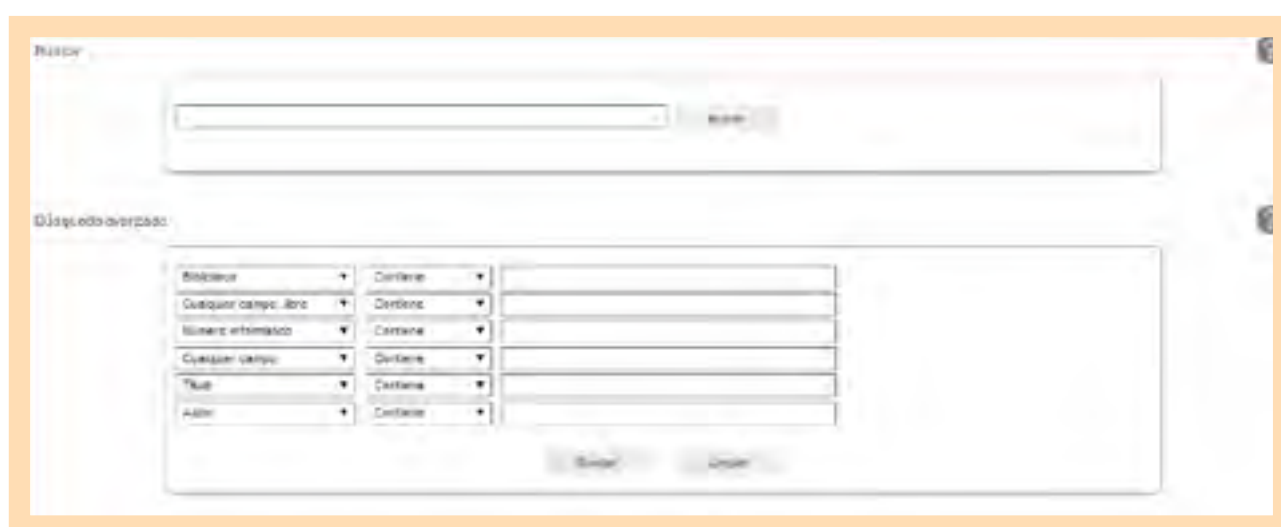 Buscar
Buscar
Búsqueda avanzada
Biblioteca Contiene
Cualquier campo libre Contiene
Número informático Contiene
Cualquier campo Contiene
Título Contiene
Autor Contiene
Buscar Limpiar